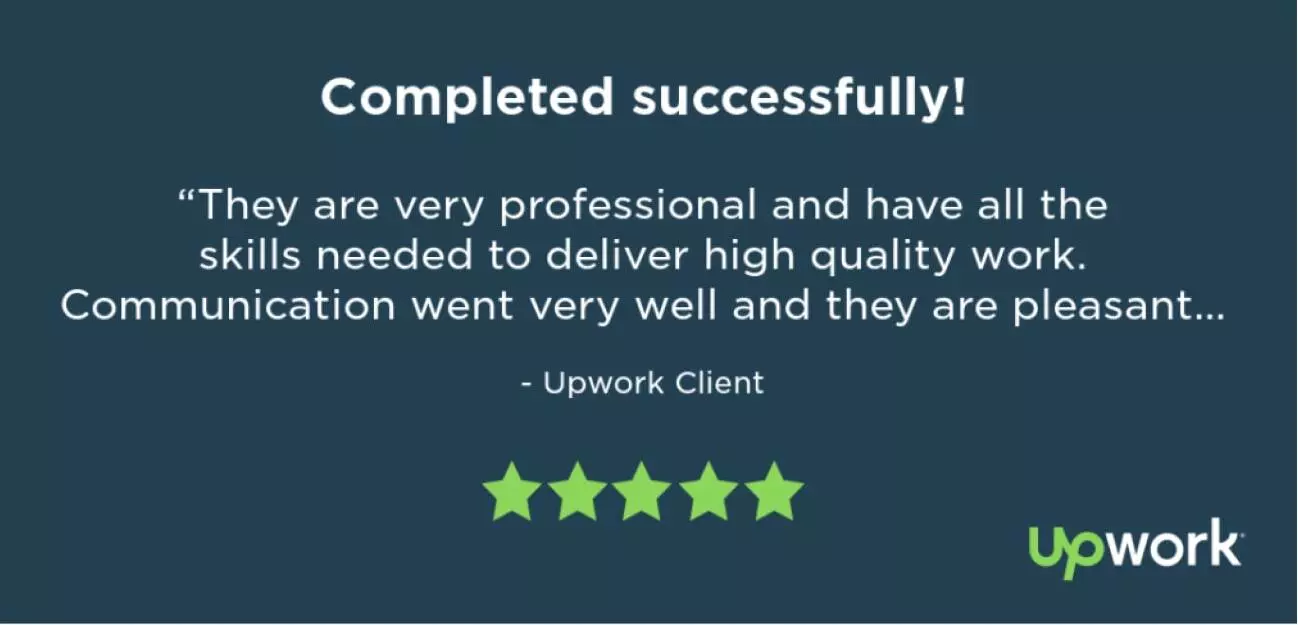 Completed successfully!
“They are very professional and have all the
skills needed to deliver high quality work.
Communication went very well and they are pleasant...
- Upwork Client
upwork